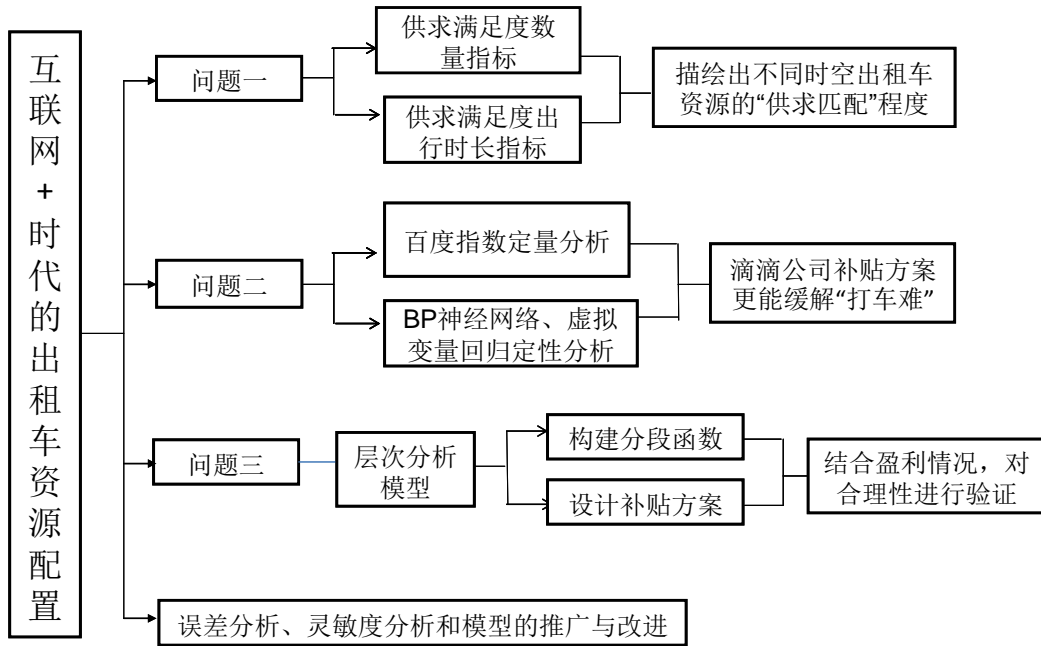 互联网+时代的出租车资源配置
问题一
供求满足度数
量指标
供求满足度出
行时长指标
描绘出不同时空出租车
资源的“供求匹配”程度
问题二
百度指数定量分析
BP神经网络、虚拟
变量回归定性分析
滴滴公司补贴方案
更能缓解“打车难”
问题三
层次分析
模型
构建分段函数
设计补贴方案
结合盈利情况，对
合理性进行验证
误差分析、灵敏度分析和模型的推广与改进